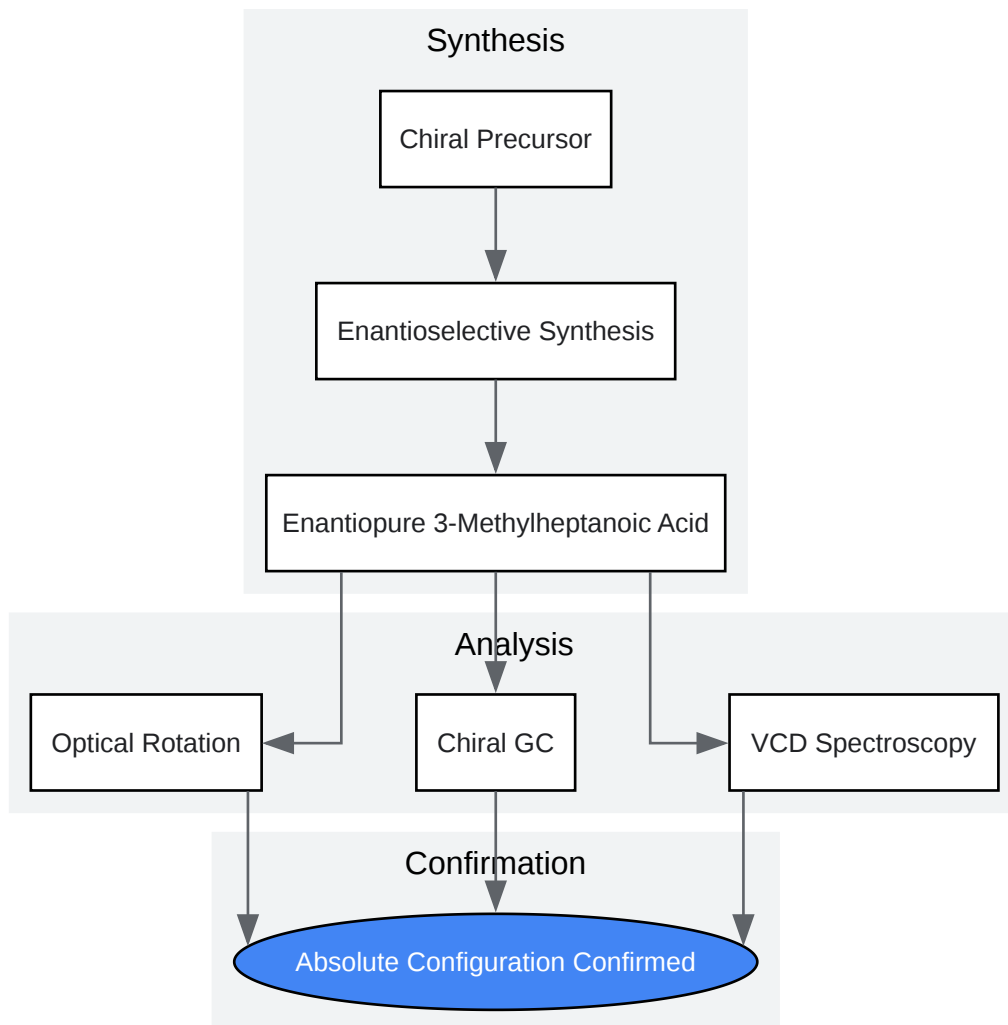 Synthesis
Chiral Precursor
Enantioselective Synthesis
Enantiopure 3-Methylheptanoic Acid
Analysis
Optical Rotation
Chiral GC
VCD Spectroscopy
Confirmation
Absolute Configuration Confirmed